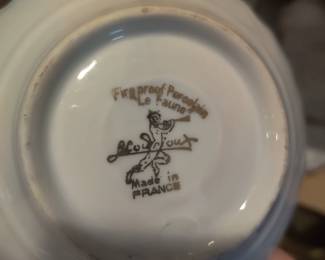 Fireproof Porcelain
Le Faune
Made in
FRANCE